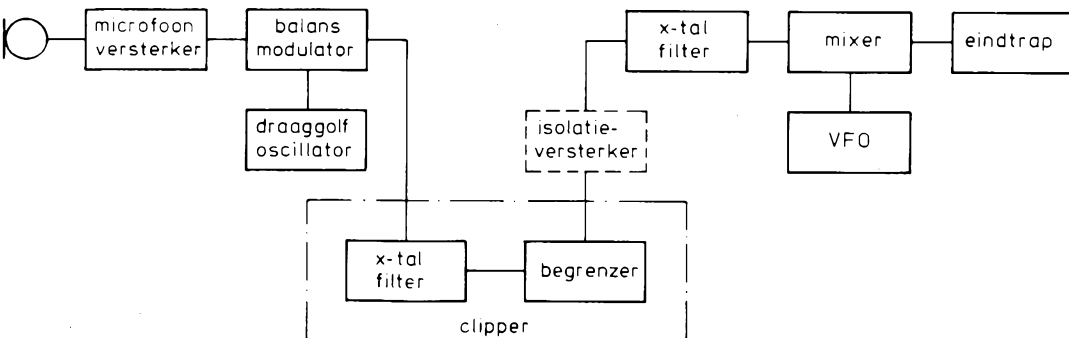 microfoon
versterker
balans
modulator
draaggolf
oscillator
x-tal
filter
begrenzer
clipper
isolatie-
versterker
x-tal
filter
mixer
VFO
eindtrap